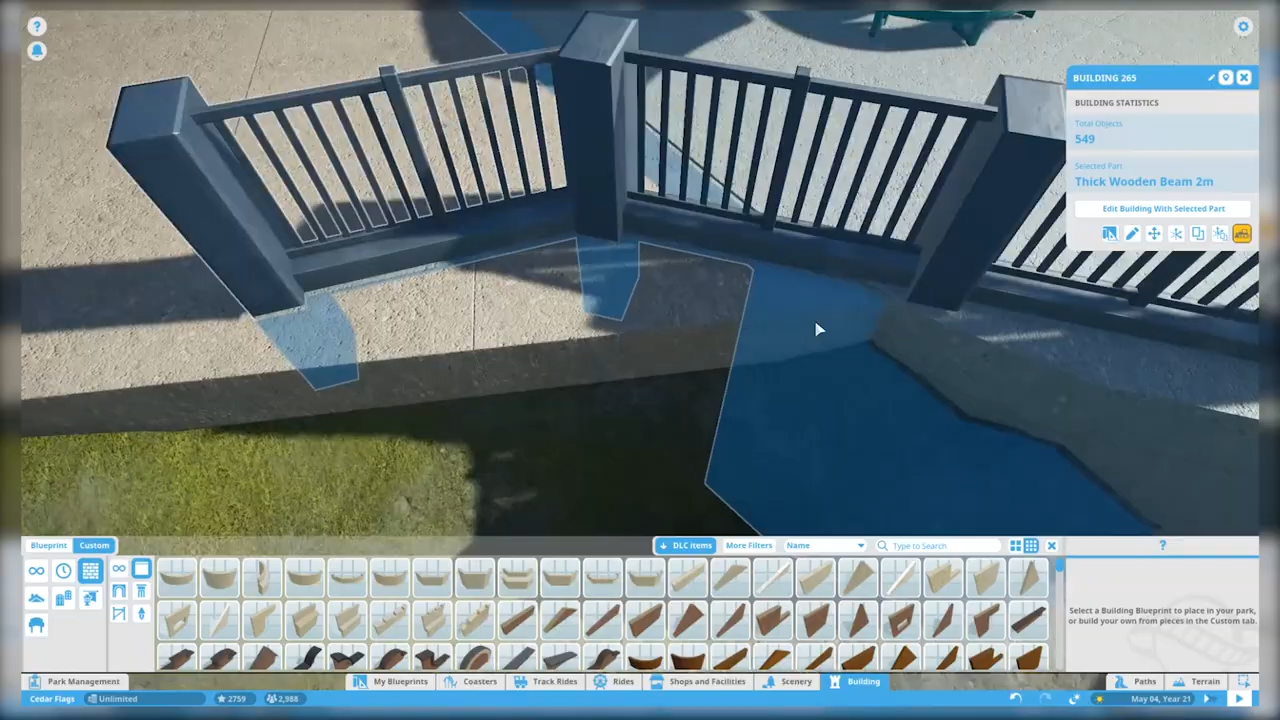 ?
BUILDING 265
BUILDING STATISTICS
Total Objects
549
Selected Part
Thick Wooden Beam 2m
Edit Building With Selected Part
Blueprint
Custom
DLC items
More Filters
Name
Type to Search
?
Select a Building Blueprint to place in your park,
or build your own from pieces in the Custom tab.
Park Management
My Blueprints
Coasters
Track Rides
Rides
Shops and Facilities
Scenery
Building
Paths
Terrain
Cedar Flags
Unlimited
2759
2,988
May 04, Year 21